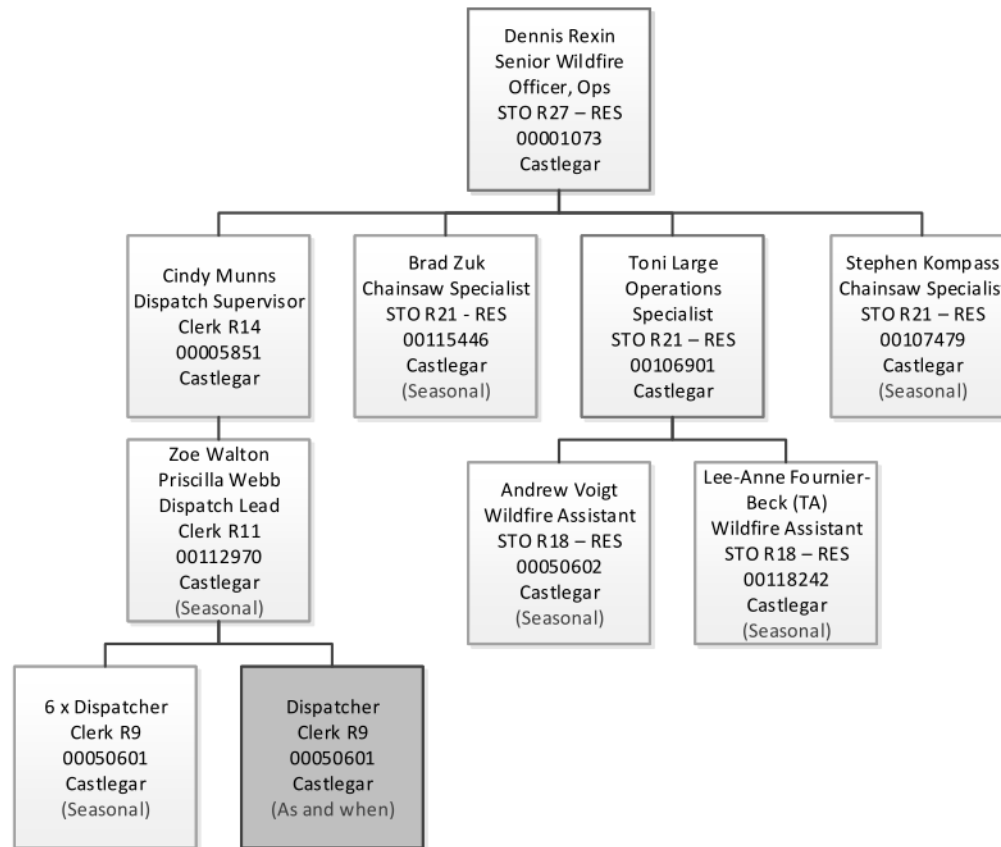 Dennis Rexin
Senior Wildfire
Officer, Ops
STO R27 – RES
00001073
Castlegar
Cindy Munns
Dispatch Supervisor
Clerk R14
00005851
Castlegar
Brad Zuk
Chainsaw Specialist
STO R21 - RES
00115446
Castlegar
(Seasonal)
Toni Large
Operations
Specialist
STO R21 – RES
00106901
Castlegar
Stephen Kompass
Chainsaw Specialist
STO R21 – RES
00107479
Castlegar
(Seasonal)
Zoe Walton
Priscilla Webb
Dispatch Lead
Clerk R11
00112970
Castlegar
(Seasonal)
Andrew Voigt
Wildfire Assistant
STO R18 – RES
00050602
Castlegar
(Seasonal)
Lee-Anne Fournier-
Beck (TA)
Wildfire Assistant
STO R18 – RES
00118242
Castlegar
(Seasonal)
6 x Dispatcher
Clerk R9
00050601
Castlegar
(Seasonal)
Dispatcher
Clerk R9
00050601
Castlegar
(As and when)